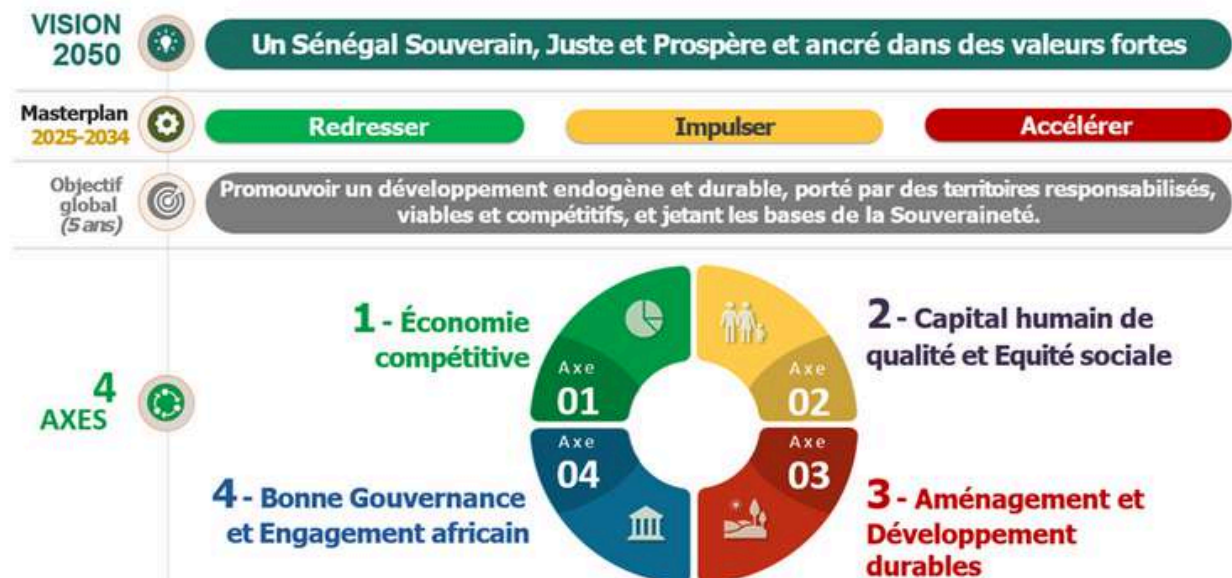 VISION
2050
Un Sénégal Souverain, Juste et Prospère et ancré dans des valeurs fortes
Masterplan
2025-2034
Redresser
Impulser
Accélérer
Objectif
global
(5 ans)
Promouvoir un développement endogène et durable, porté par des territoires responsabilisés,
viables et compétitifs, et jetant les bases de la Souveraineté.
4
AXES
1 - Économie
compétitive
Axe
01
2 - Capital humain de
qualité et Equité sociale
Axe
02
4 - Bonne Gouvernance
et Engagement africain
Axe
04
3 - Aménagement et
Développement
durables
Axe
03